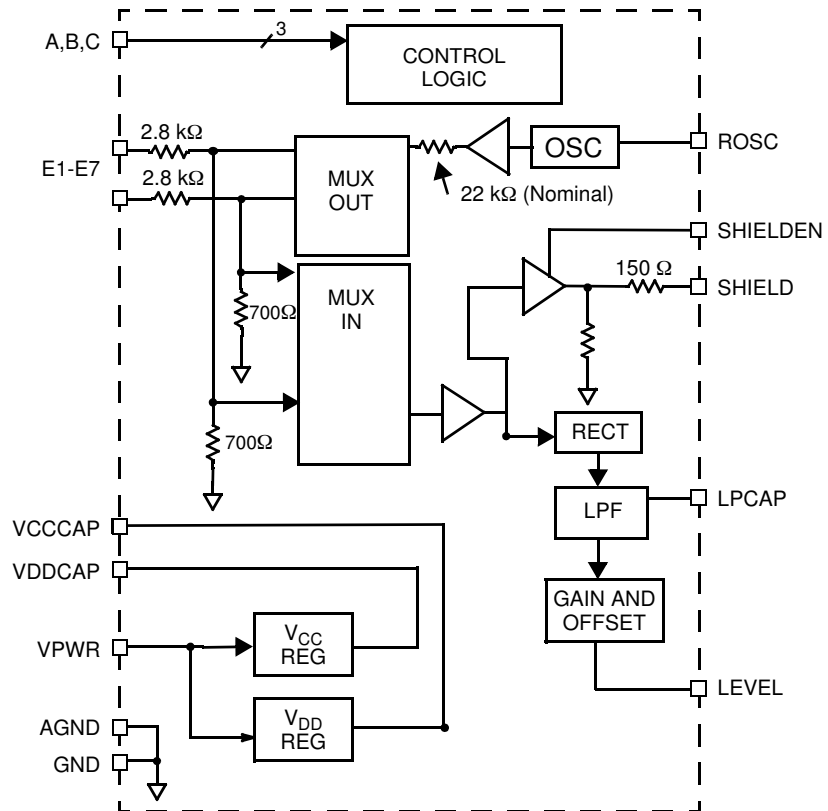 A,B,C
3
CONTROL
LOGIC
2.8 kΩ
E1-E7
2.8 kΩ
MUX
OUT
OSC
ROSC
22 kΩ (Nominal)
SHIELDEN
150 Ω
SHIELD
700Ω
MUX
IN
700Ω
RECT
LPF
LPCAP
VCCCAP
VDDCAP
GAIN AND
OFFSET
VPWR
VCC
REG
LEVEL
VDD
REG
AGND
GND